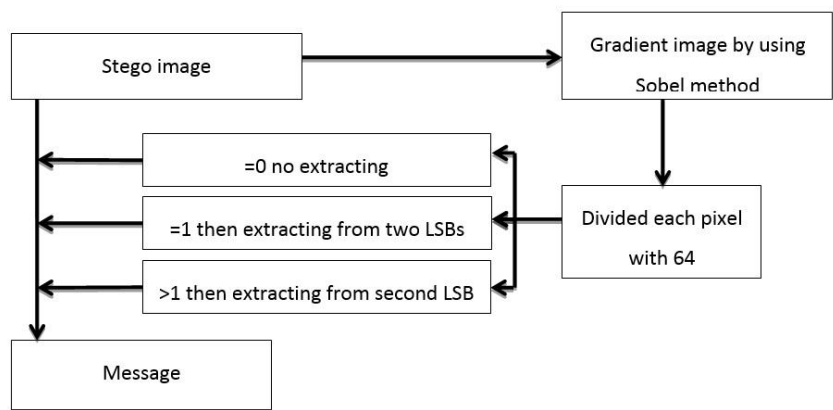 Stego image
Gradient image by using
Sobel method
=0 no extracting
=1 then extracting from two LSBs
>1 then extracting from second LSB
Divided each pixel
with 64
Message